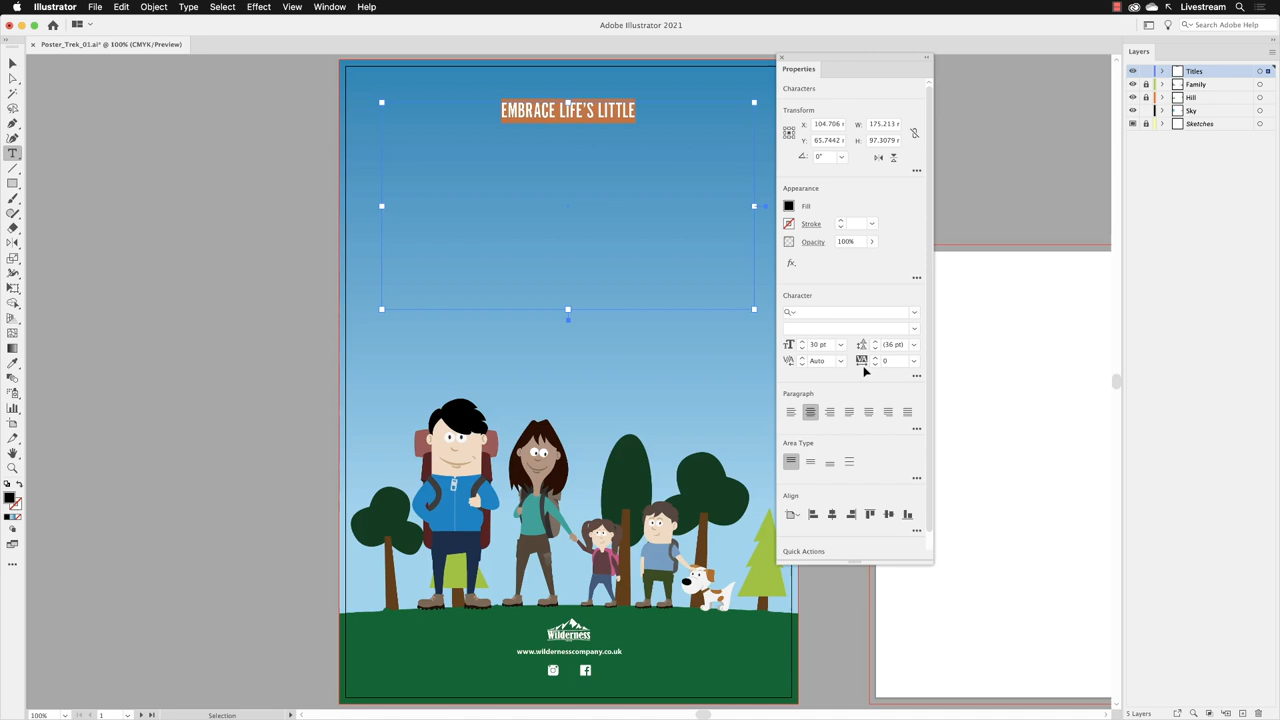 Illustrator File Edit Object Type Select Effect View Window Help
Livestream
Adobe Illustrator 2021
Search Adobe Help
Poster_Trek_01.ai* @ 100% (CMYK/Preview)
EMBRACE LIFE'S LITTLE
Wilderness
www.wildernesscompany.co.uk
Properties
Characters
Transform
X: 104.706 W: 175.213
Y: 65.7442 H: 97.3079
0°
Appearance
Fill
Stroke
Opacity 100%
fx.
Character
30 pt (36 pt)
Auto 0
Paragraph
Area Type
Align
Quick Actions
Layers
Titles
Family
Hill
Sky
Sketches
5 Layers
100% 1 Selection